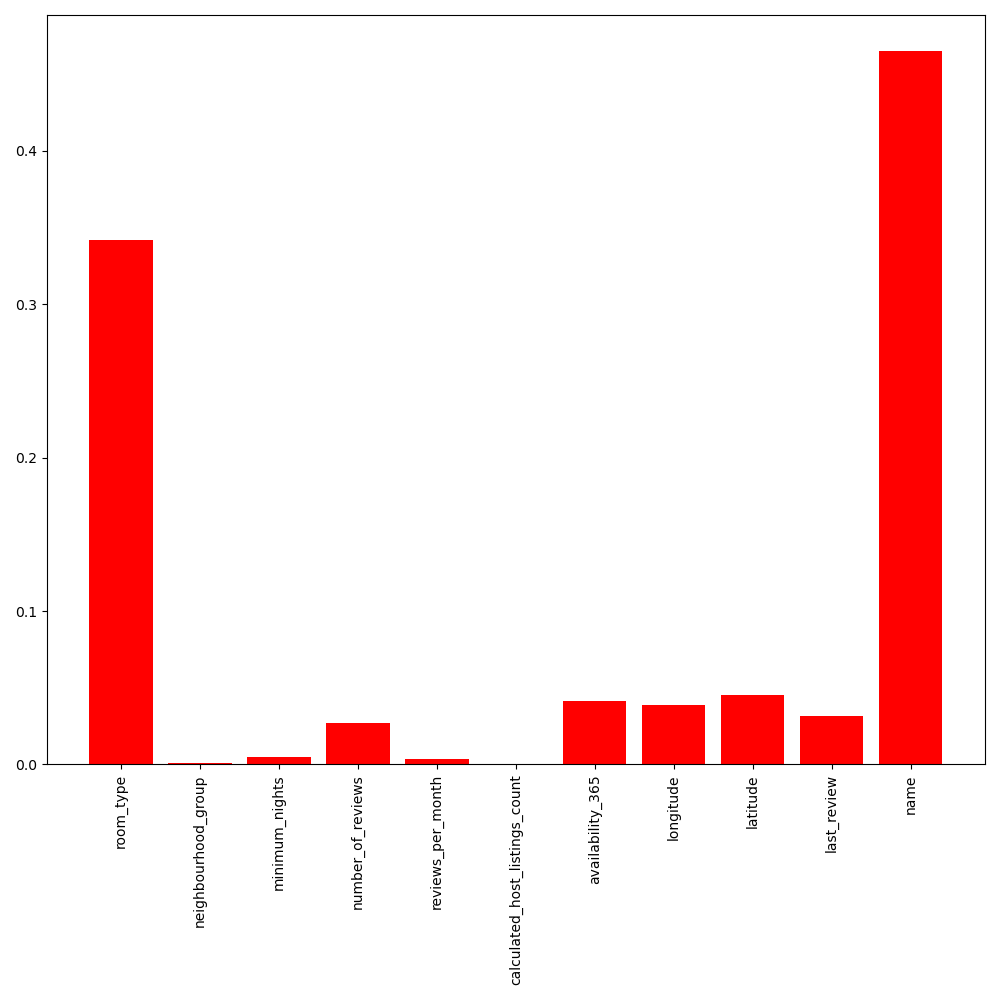 0.4
0.3
0.2
0.1
0.0
room_type
neighbourhood_group
minimum_nights
number_of_reviews
reviews_per_month
calculated_host_listings_count
availability_365
longitude
latitude
last_review
name